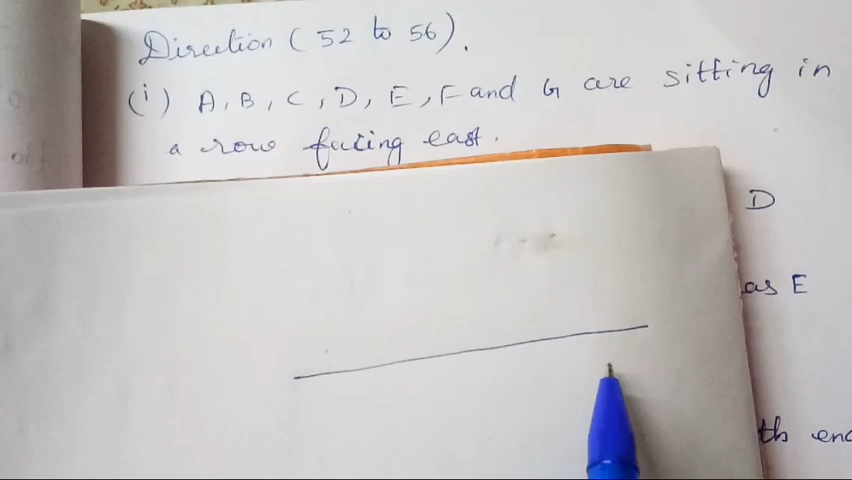 Direction (52 to 56).
(i) A, B, C, D, E, F and G are sitting in
a row facing east.
D
as E
th end